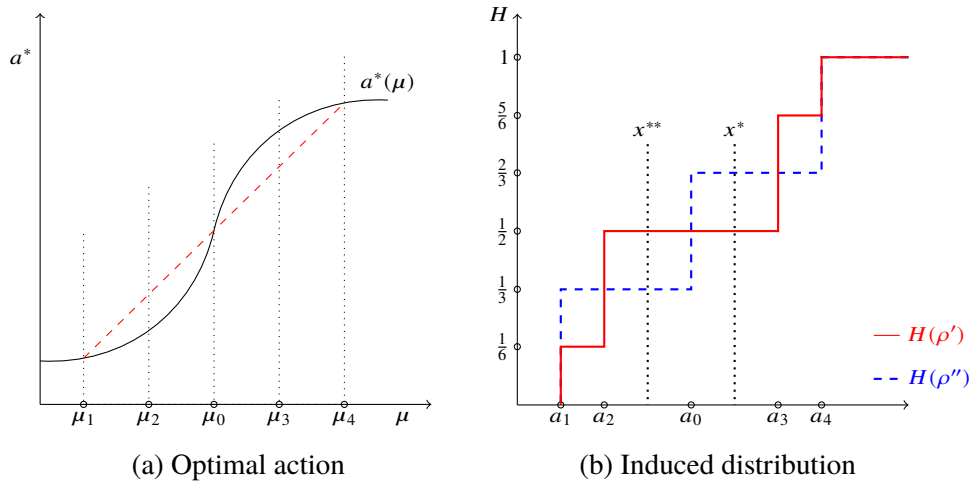 a*
a*(μ)
μ₁ μ₂ μ₀ μ₃ μ₄ μ
(a) Optimal action
H
1
5/6
2/3
1/2
1/3
1/6
x** x*
H(ρ′)
H(ρ′′)
a₁ a₂ a₀ a₃ a₄
(b) Induced distribution